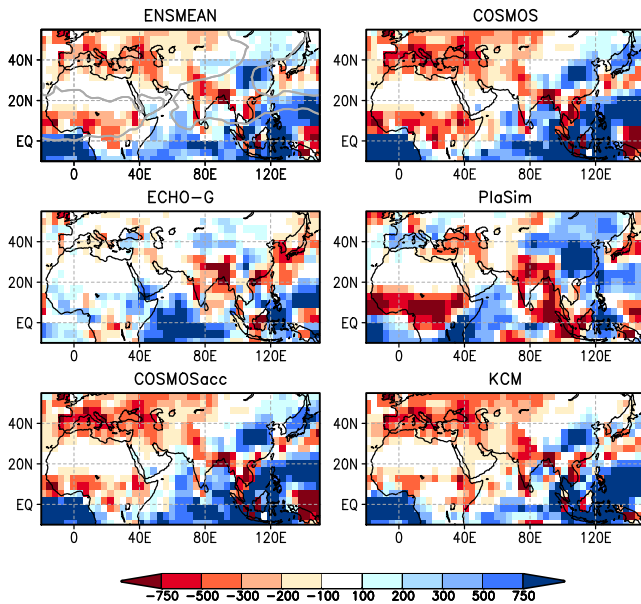 ENSMEAN COSMOS
40N 40N
20N 20N
EQ EQ
0 40E 80E 120E 0 40E 80E 120E
ECHO-G PlaSim
40N 40N
20N 20N
EQ EQ
0 40E 80E 120E 0 40E 80E 120E
COSMOSacc KCM
40N 40N
20N 20N
EQ EQ
0 40E 80E 120E 0 40E 80E 120E
-750 -500 -300 -200 -100 100 200 300 500 750